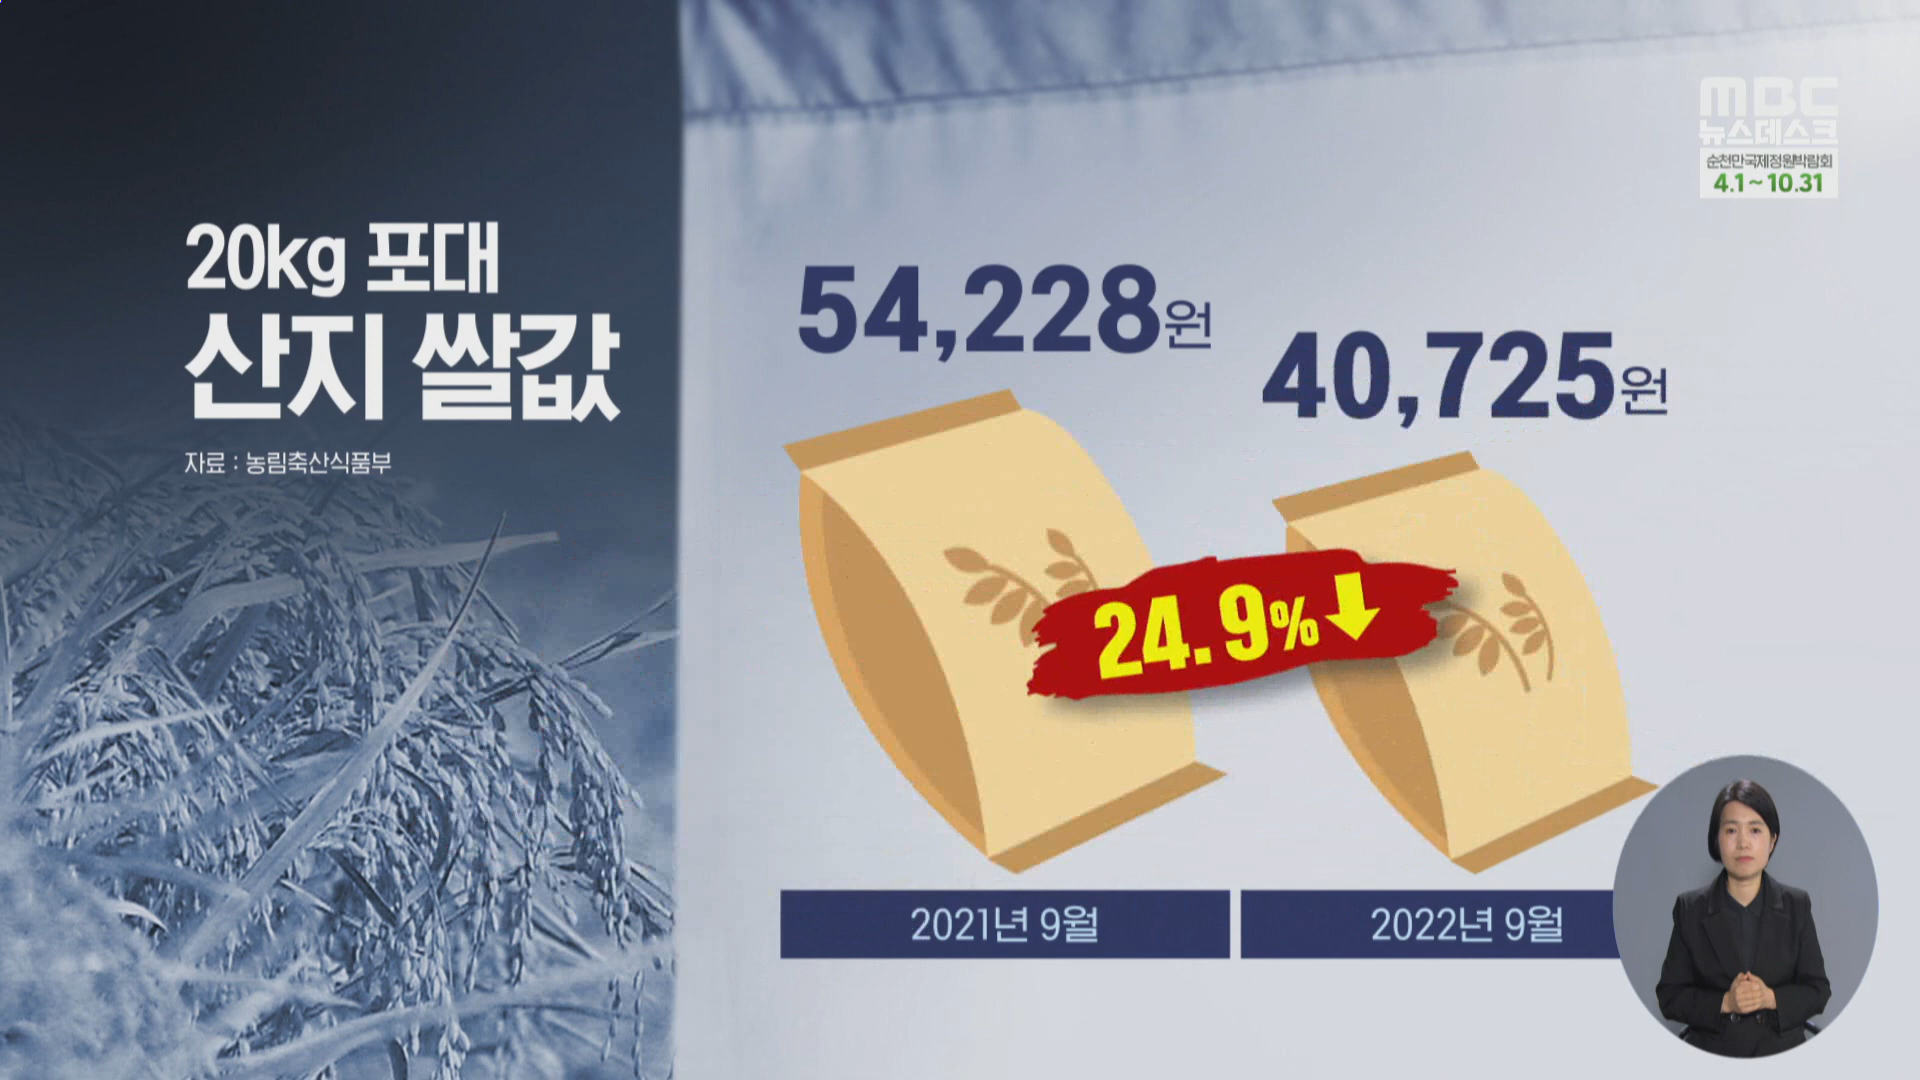 20kg 포대
산지 쌀값
자료 : 농림축산식품부
MBC
뉴스데스크
순천만국제정원박람회
4.1~10.31
54,228원
40,725원
24.9%↓
2021년 9월
2022년 9월